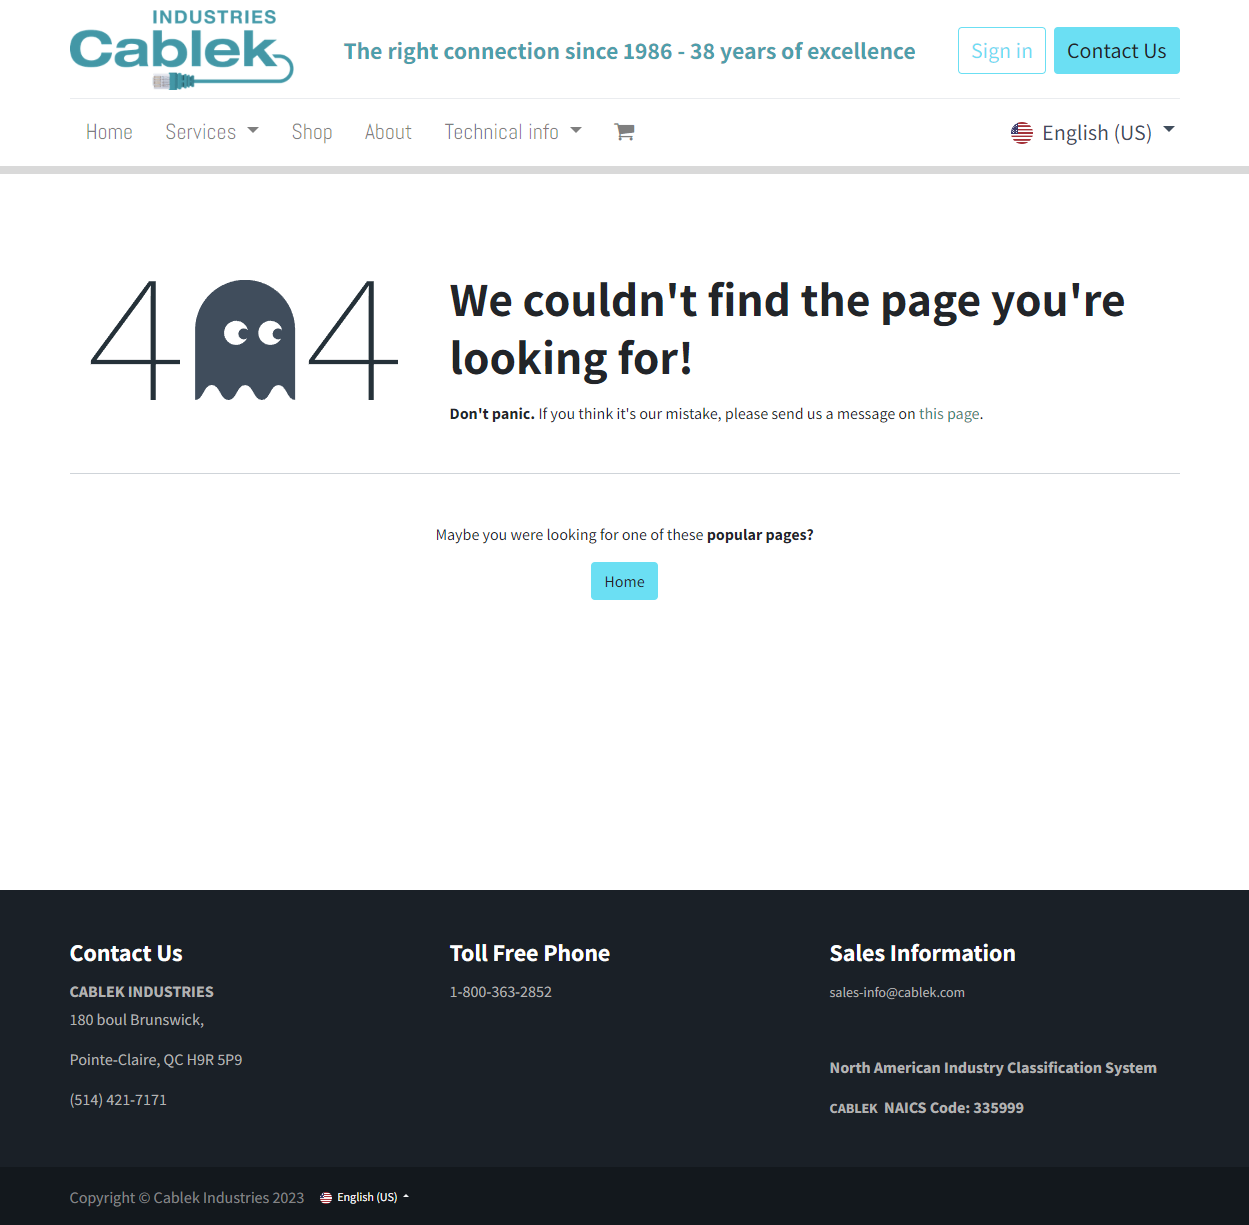 INDUSTRIES
Cablek
The right connection since 1986 - 38 years of excellence
Sign in
Contact Us
Home
Services
Shop
About
Technical info
English (US)
404
We couldn't find the page you're
looking for!
Don't panic. If you think it's our mistake, please send us a message on this page.
Maybe you were looking for one of these popular pages?
Home
Contact Us
CABLEK INDUSTRIES
180 boul Brunswick,
Pointe-Claire, QC H9R 5P9
(514) 421-7171
Toll Free Phone
1-800-363-2852
Sales Information
sales-info@cablek.com
North American Industry Classification System
CABLEK NAICS Code: 335999
Copyright © Cablek Industries 2023
English (US)